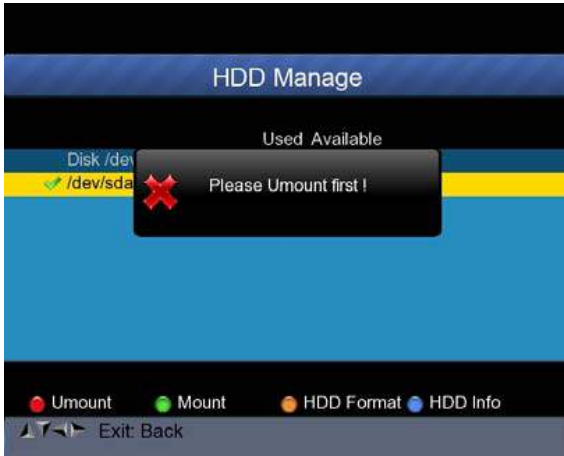 HDD Manage
Used Available
Disk /dev
/dev/sda
Please Umount first !
Umount Mount HDD Format HDD Info
Exit: Back